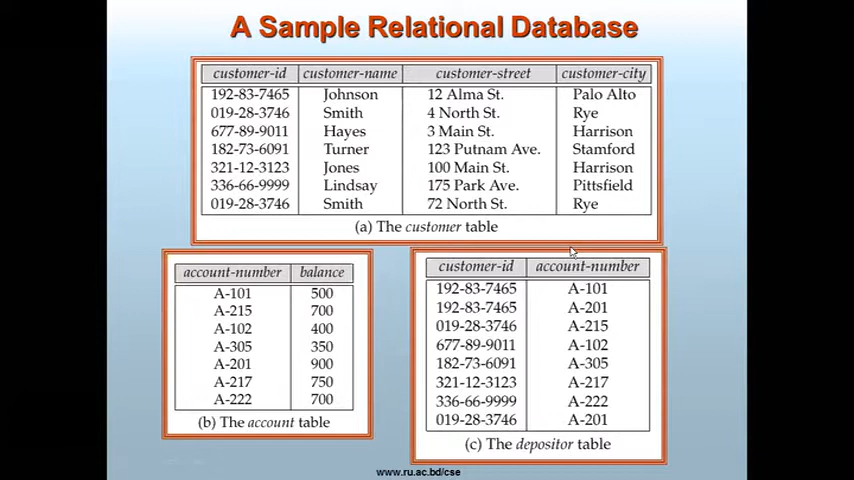 A Sample Relational Database
customer-id customer-name customer-street customer-city
192-83-7465 Johnson 12 Alma St. Palo Alto
019-28-3746 Smith 4 North St. Rye
677-89-9011 Hayes 3 Main St. Harrison
182-73-6091 Turner 123 Putnam Ave. Stamford
321-12-3123 Jones 100 Main St. Harrison
336-66-9999 Lindsay 175 Park Ave. Pittsfield
019-28-3746 Smith 72 North St. Rye
(a) The customer table
account-number balance
A-101 500
A-215 700
A-102 400
A-305 350
A-201 900
A-217 750
A-222 700
(b) The account table
customer-id account-number
192-83-7465 A-101
192-83-7465 A-201
019-28-3746 A-215
677-89-9011 A-102
182-73-6091 A-305
321-12-3123 A-217
336-66-9999 A-222
019-28-3746 A-201
(c) The depositor table
www.ru.ac.bd/cse